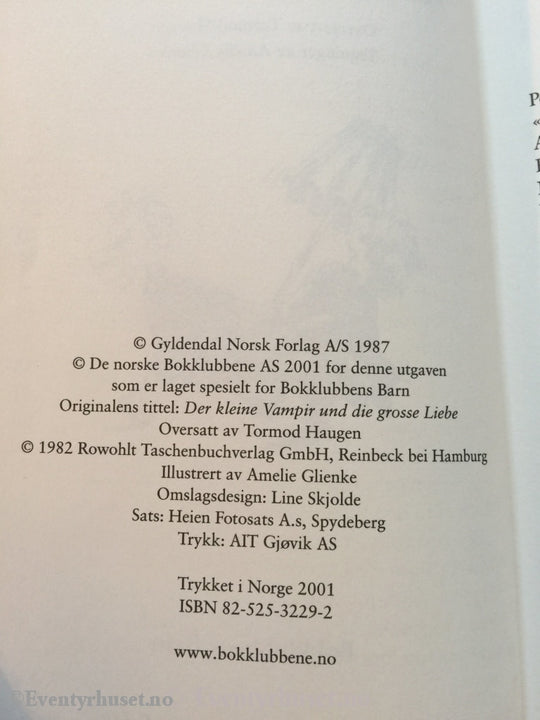 © Gyldendal Norsk Forlag A/S 1987
© De norske Bokklubbene AS 2001 for denne utgaven
som er laget spesielt for Bokklubbens Barn
Originalens tittel: Der kleine Vampir und die grosse Liebe
Oversatt av Tormod Haugen
© 1982 Rowohlt Taschenbuchverlag GmbH, Reinbeck bei Hamburg
Illustrert av Amelie Glienke
Omslagsdesign: Line Skjolde
Sats: Heien Fotosats A.s, Spydeberg
Trykk: AIT Gjøvik AS
Trykket i Norge 2001
ISBN 82-525-3229-2
www.bokklubbene.no
©Eventyrhuset.no